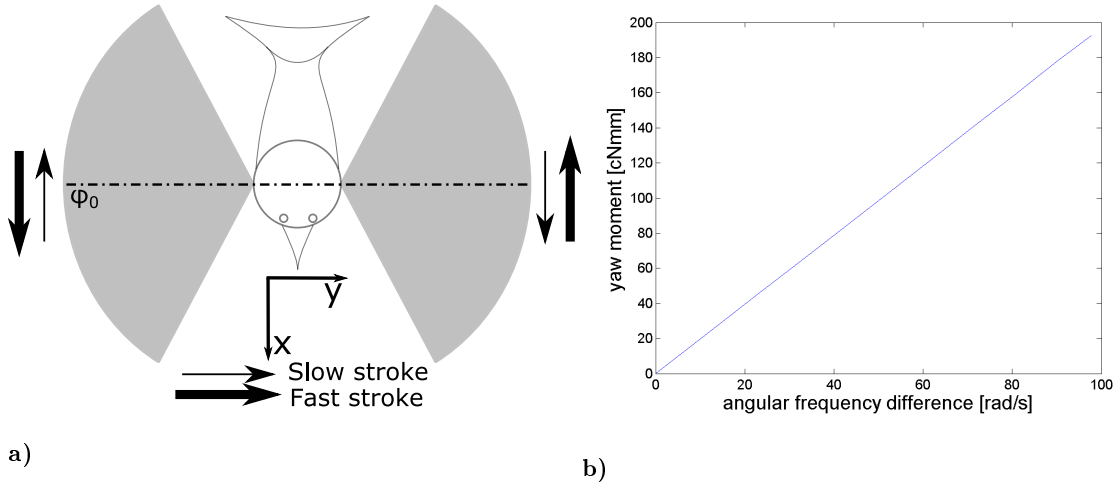 φ₀
y
x
Slow stroke
Fast stroke
a)
200
180
160
140
120
100
80
60
40
20
0
yaw moment [cNmm]
0 20 40 60 80 100
angular frequency difference [rad/s]
b)